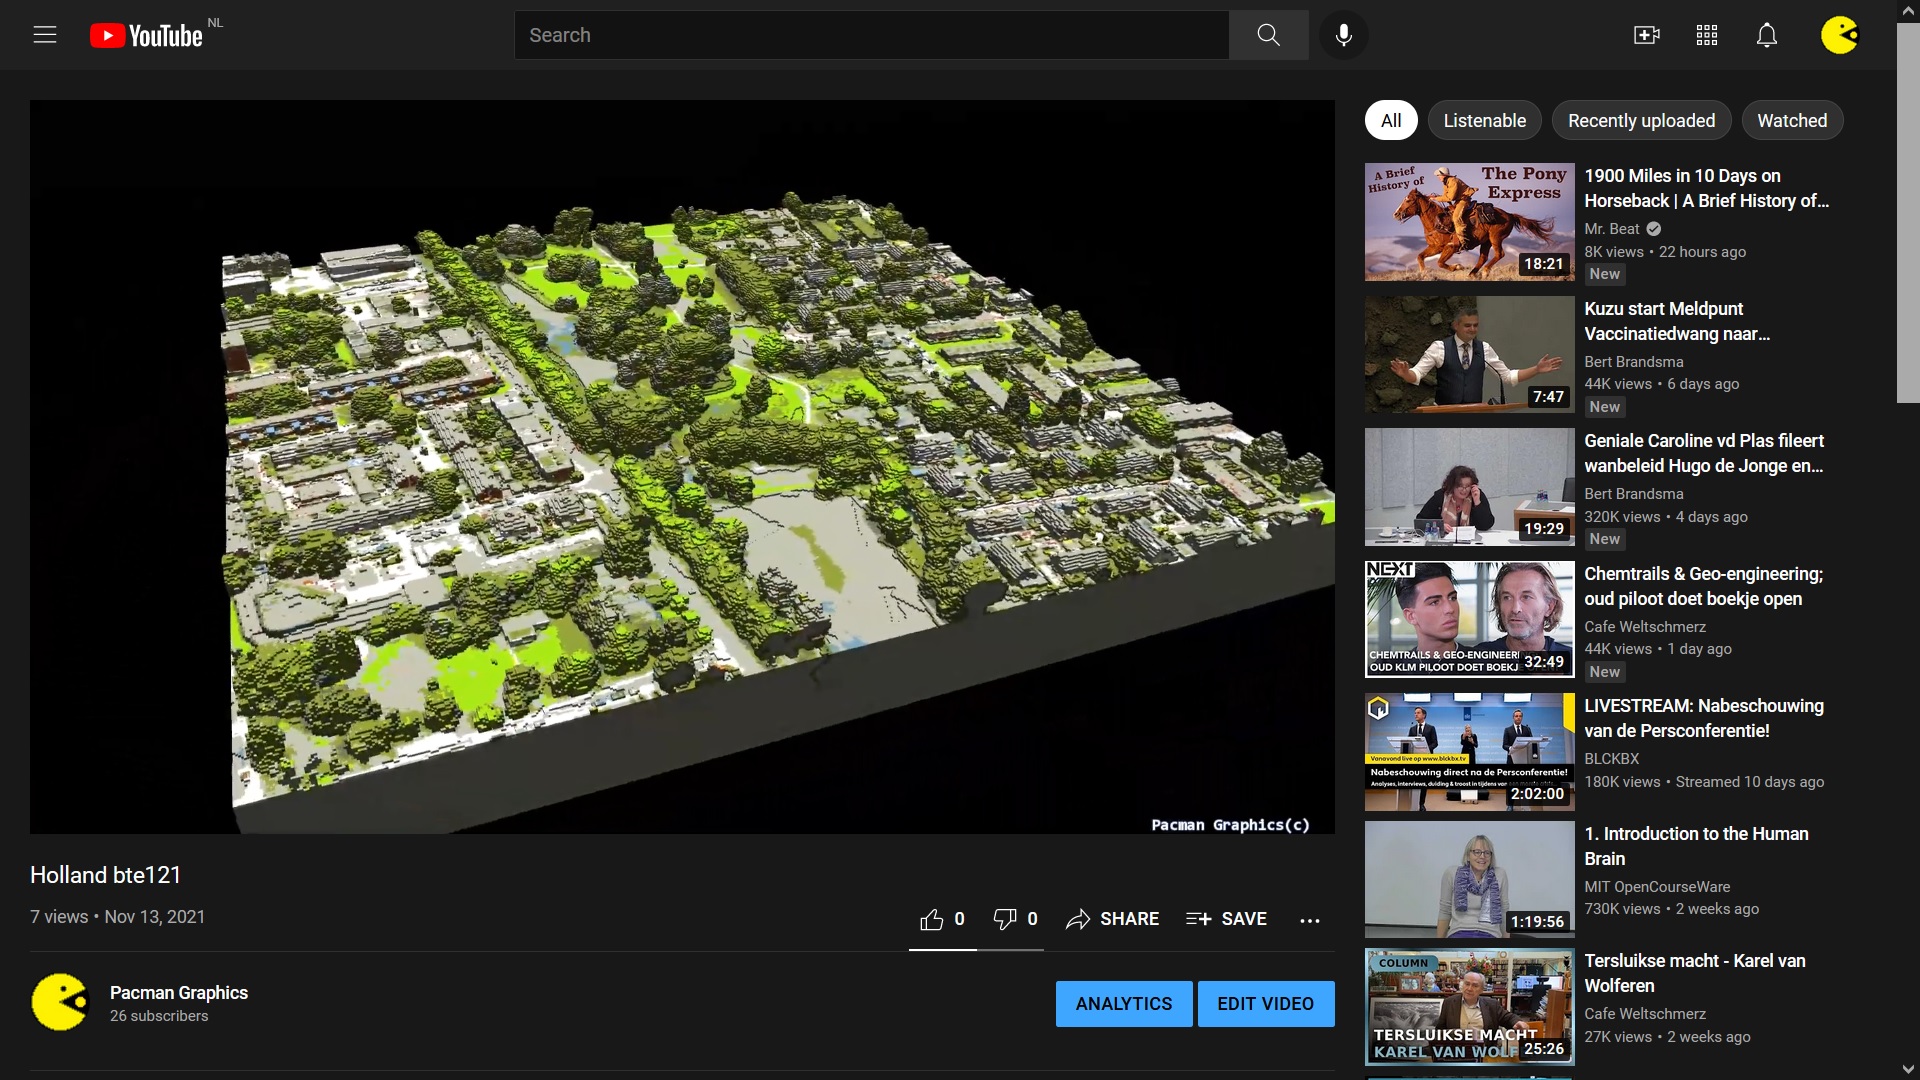 YouTube NL
Search
All
Listenable
Recently uploaded
Watched
Pacman Graphics(c)
Holland bte121
7 views • Nov 13, 2021
0
0
SHARE
SAVE
Pacman Graphics
26 subscribers
ANALYTICS
EDIT VIDEO
A Brief
History of
The Pony
Express
18:21
1900 Miles in 10 Days on
Horseback | A Brief History of...
Mr. Beat
8K views • 22 hours ago
New
7:47
Kuzu start Meldpunt
Vaccinatiedwang naar...
Bert Brandsma
44K views • 6 days ago
New
19:29
Geniale Caroline vd Plas fileert
wanbeleid Hugo de Jonge en...
Bert Brandsma
320K views • 4 days ago
New
NEXT
CHEMTRAILS & GEO-ENGINEERI
OUD KLM PILOOT DOET BOEKJ
32:49
Chemtrails & Geo-engineering;
oud piloot doet boekje open
Cafe Weltschmerz
44K views • 1 day ago
New
Vanavond live op www.blckbx.tv
Nabeschouwing direct na de Persconferentie!
2:02:00
LIVESTREAM: Nabeschouwing
van de Persconferentie!
BLCKBX
180K views • Streamed 10 days ago
1:19:56
1. Introduction to the Human
Brain
MIT OpenCourseWare
730K views • 2 weeks ago
COLUMN
TERSLUIKSE MACHT
KAREL VAN WOLF
25:26
Tersluikse macht - Karel van
Wolferen
Cafe Weltschmerz
27K views • 2 weeks ago